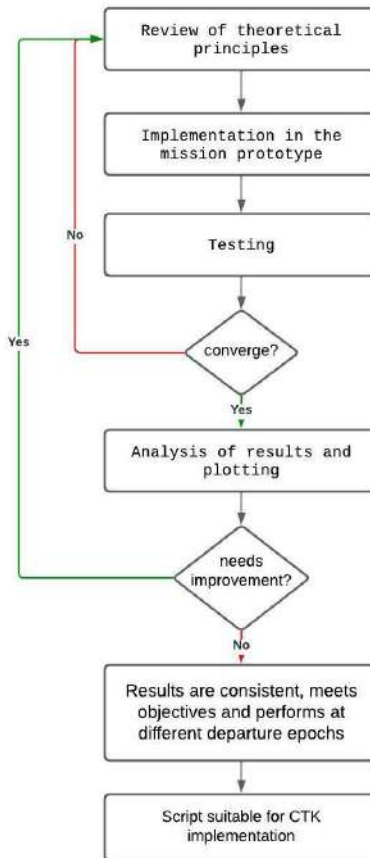 Review of theoretical
principles
Implementation in the
mission prototype
Testing
No
Yes
converge?
Yes
Analysis of results and
plotting
needs
improvement?
No
Results are consistent, meets
objectives and performs at
different departure epochs
Script suitable for CTK
implementation